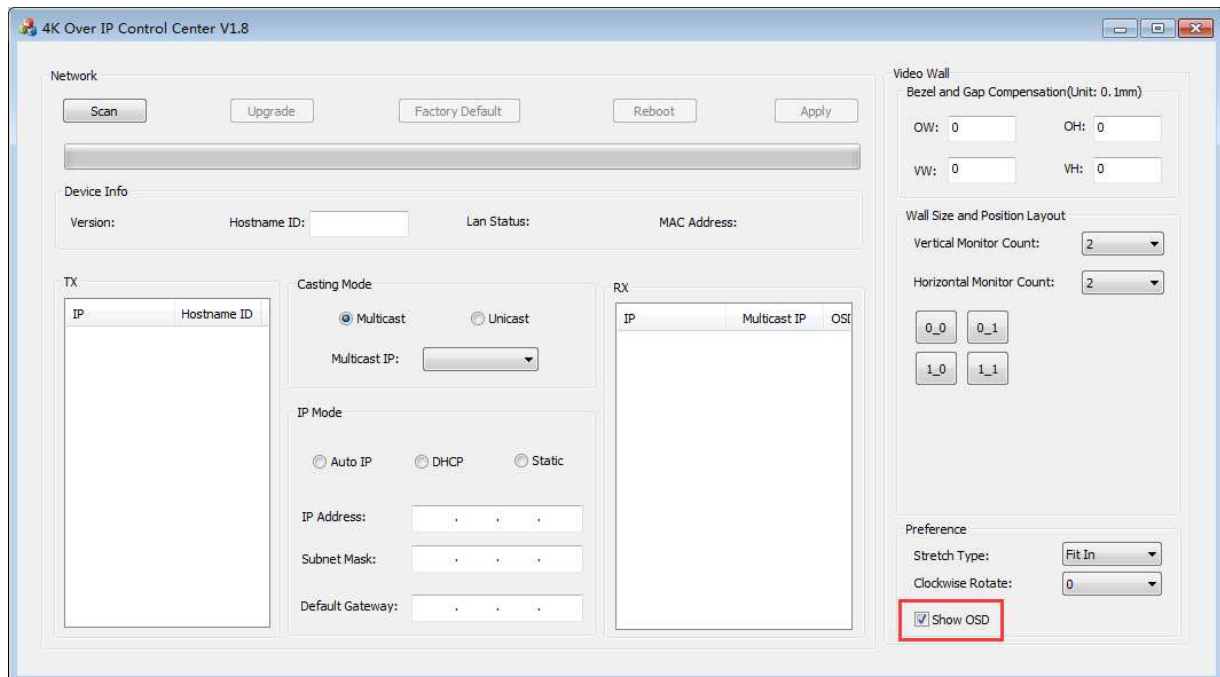 4K Over IP Control Center V1.8
Network
Scan
Upgrade
Factory Default
Reboot
Apply
Device Info
Version:
Hostname ID:
Lan Status:
MAC Address:
TX
IP Hostname ID
Casting Mode
Multicast Unicast
Multicast IP:
IP Mode
Auto IP DHCP Static
IP Address: . . .
Subnet Mask: . . .
Default Gateway: . . .
RX
IP Multicast IP OSD
Video Wall
Bezel and Gap Compensation(Unit: 0.1mm)
OW: 0 OH: 0
VW: 0 VH: 0
Wall Size and Position Layout
Vertical Monitor Count: 2
Horizontal Monitor Count: 2
0_0 0_1
1_0 1_1
Preference
Stretch Type: Fit In
Clockwise Rotate: 0
Show OSD